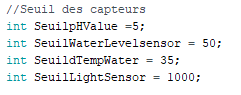 //Seuil des capteurs
int SeuilpHValue =5;
int SeuilWaterLevelsensor = 50;
int SeuildTempWater = 35;
int SeuilLightSensor = 1000;